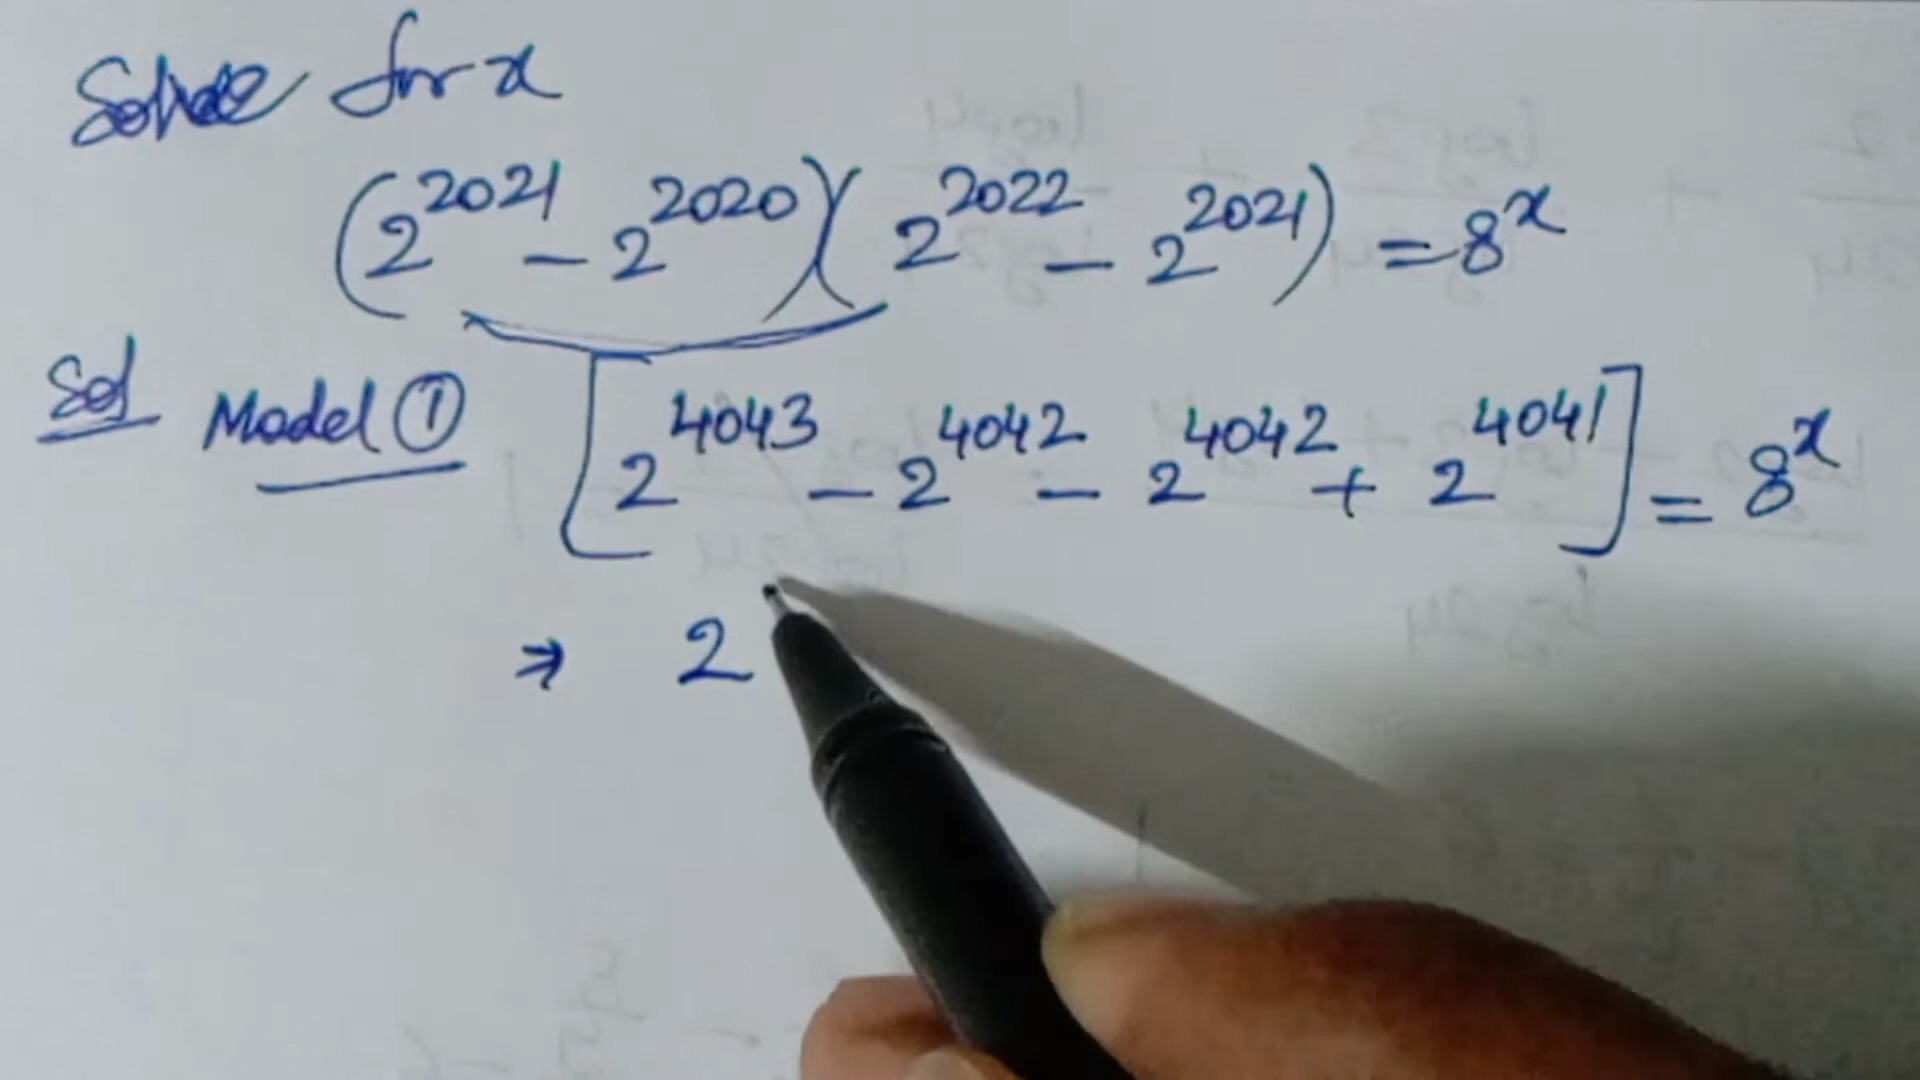 Solve for x
(2^2021 - 2^2020)(2^2022 - 2^2021) = 8^x
Sol Model ① [2^4043 - 2^4042 - 2^4042 + 2^4041] = 8^x
⇒ 2